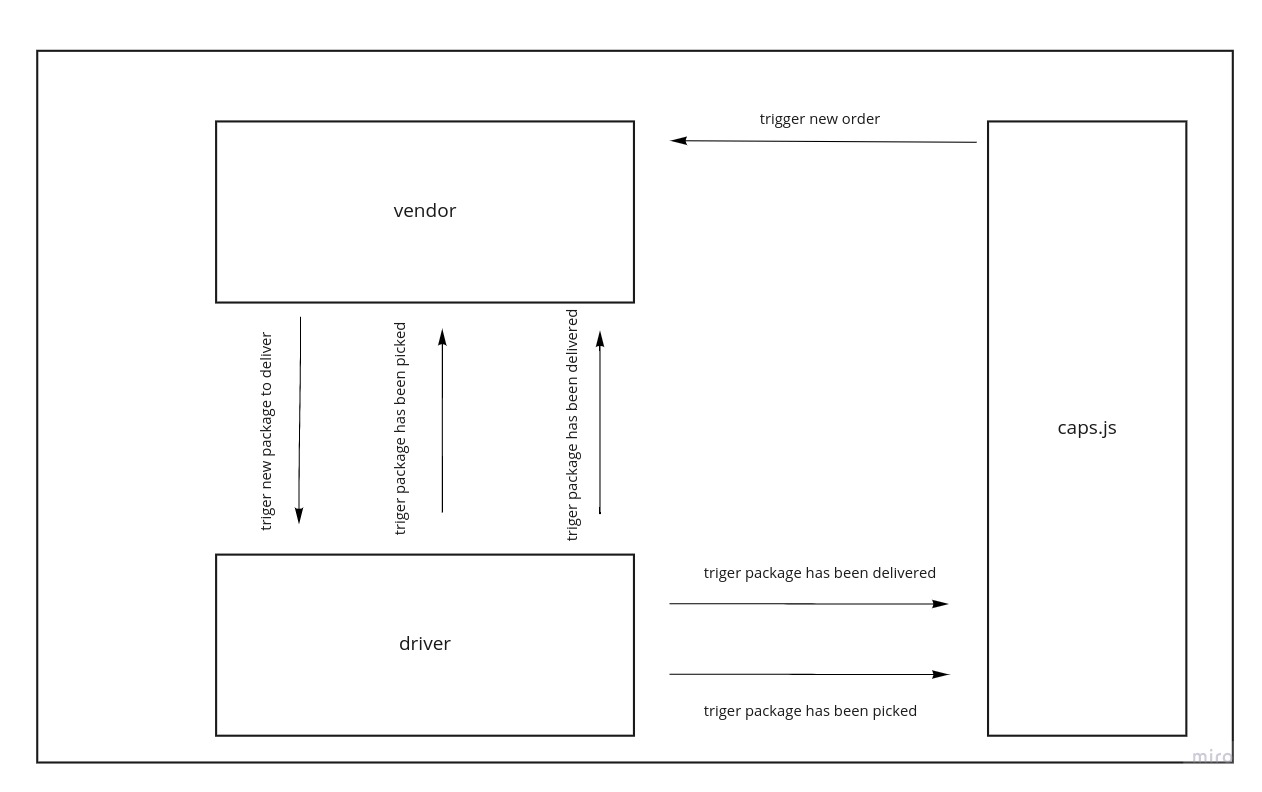 trigger new order
vendor
triger new package to deliver
triger package has been picked
triger package has been delivered
caps.js
triger package has been delivered
driver
triger package has been picked
miro